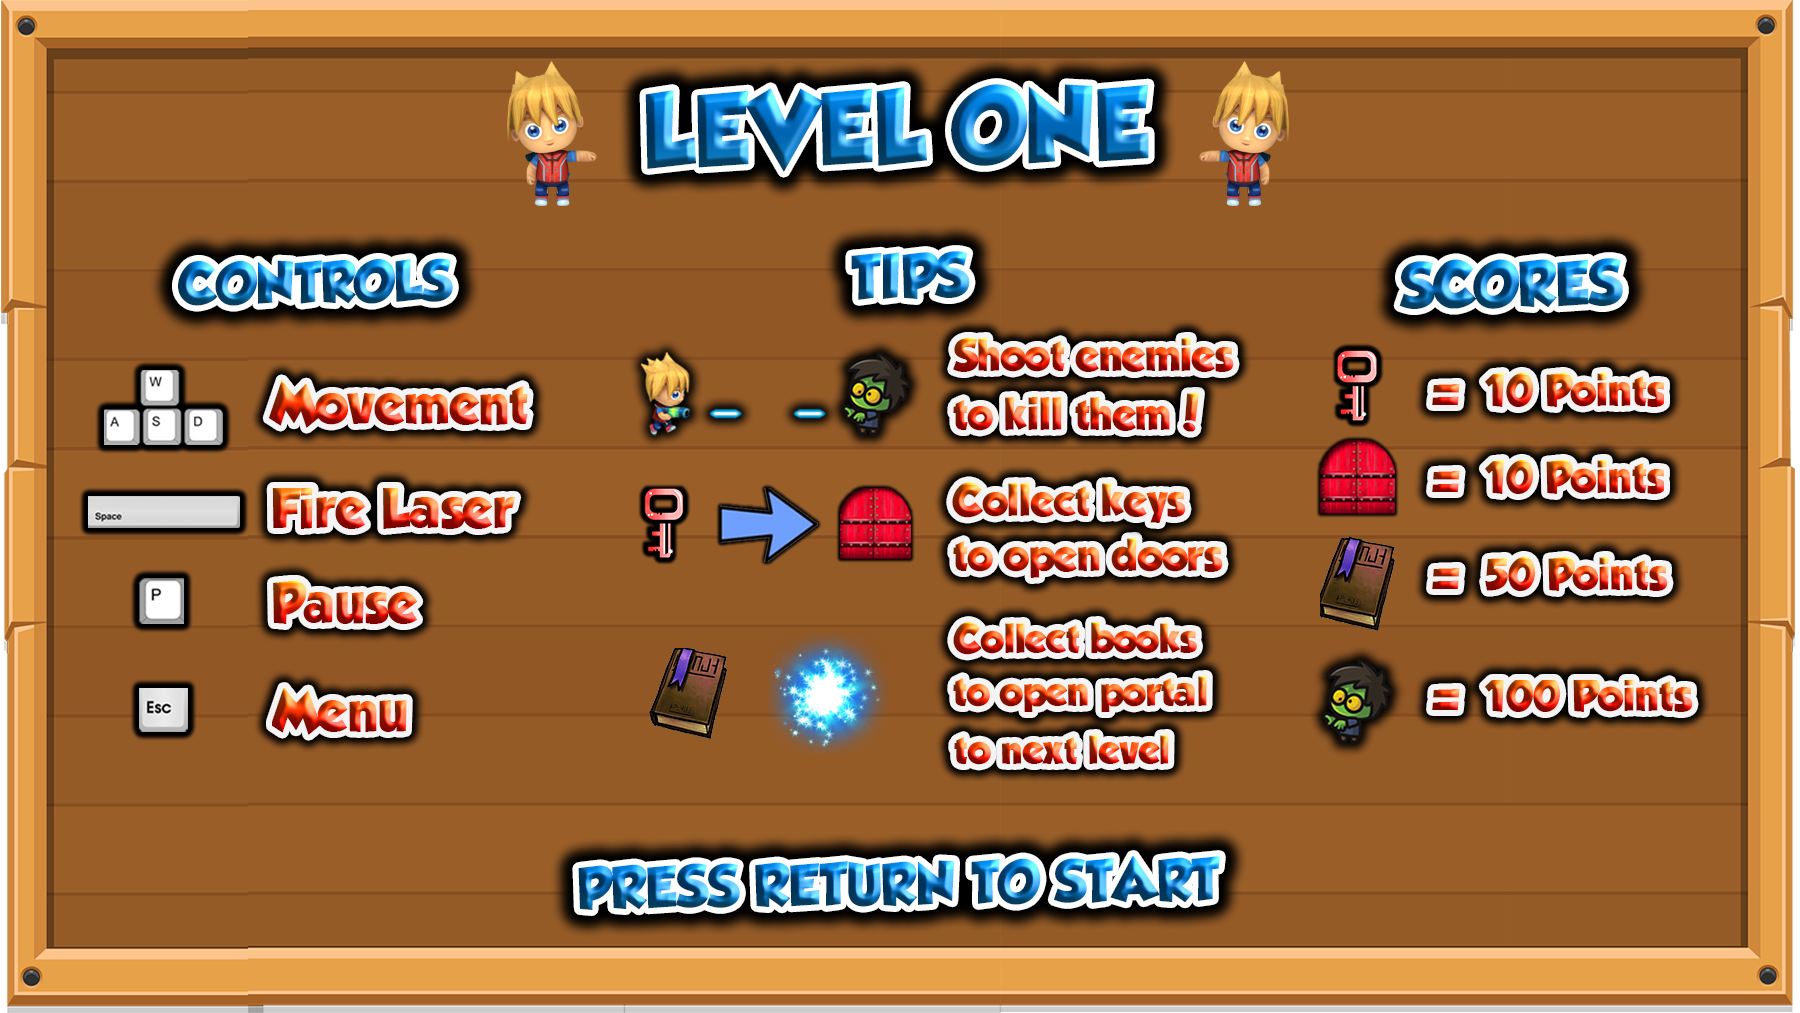 LEVEL ONE
CONTROLS
W
A S D
Movement
Space
Fire Laser
P
Pause
Esc
Menu
TIPS
Shoot enemies
to kill them!
Collect keys
to open doors
Collect books
to open portal
to next level
SCORES
= 10 Points
= 10 Points
= 50 Points
= 100 Points
PRESS RETURN TO START